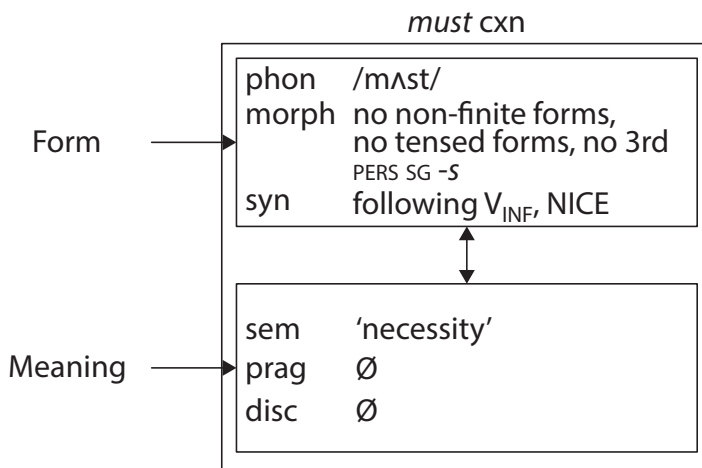 must cxn
Form
phon /mʌst/
morph no non-finite forms,
no tensed forms, no 3rd
PERS SG -s
syn following V_INF, NICE
Meaning
sem ‘necessity’
prag Ø
disc Ø